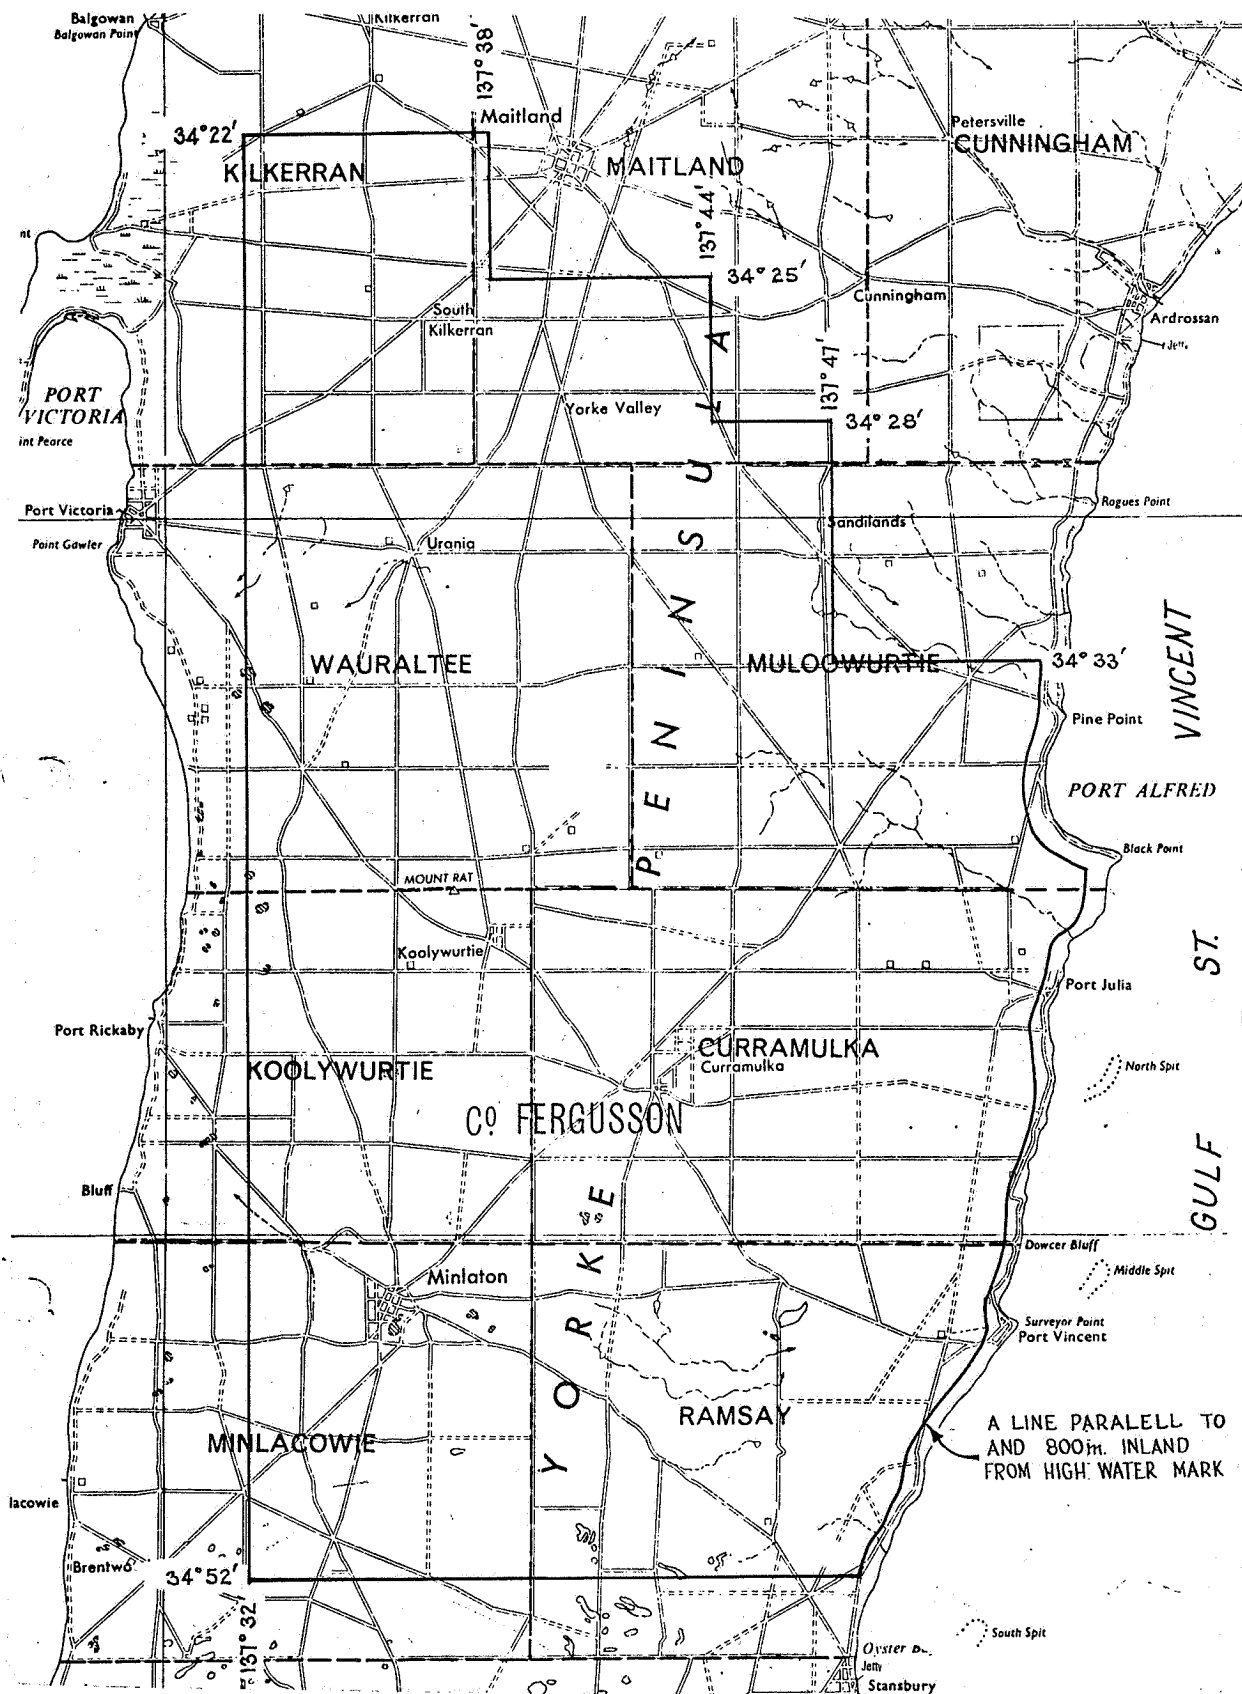 Balgowan
Balgowan Point
Kilkerran
137° 38'
Maitland
34° 22'
KILKERRAN
MAITLAND
Petersville
CUNNINGHAM
137° 44'
34° 25'
Cunningham
Ardrossan
South
Kilkerran
PORT
VICTORIA
int Pearce
137° 47'
34° 28'
Yorke Valley
Port Victoria
Point Gawler
Urania
Sandilands
Rogues Point
WAURALTEE
MULOOWURTIE
34° 33'
Pine Point
PORT ALFRED
Black Point
MOUNT RAT
Koolywurtie
Port Julia
Port Rickaby
CURRAMULKA
Curramulka
KOOLYWURTIE
North Spit
Cº FERGUSSON
YORKE PENINSULA
GULF ST. VINCENT
Bluff
Dowcer Bluff
Middle Spit
Minlaton
Surveyor Point
Port Vincent
RAMSAY
MINLACOWIE
A LINE PARALELL TO
AND 800m. INLAND
FROM HIGH WATER MARK
lacowie
Brentwo
34° 52'
137° 32'
South Spit
Oyster
Jetty
Stansbury